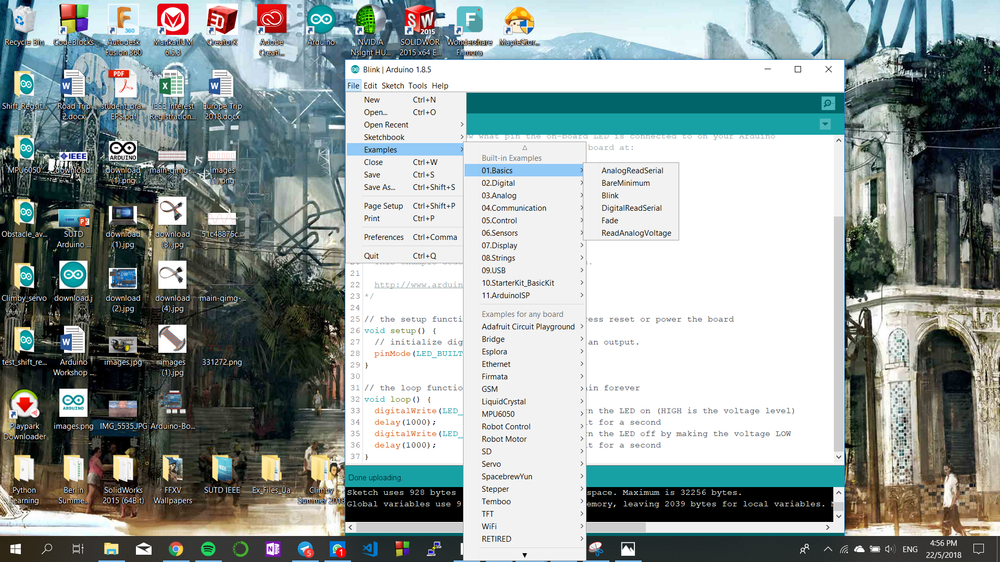 Recycle Bin
CodeBlocks
Autodesk
Fusion 360
MankatIUM
6.5.3
CreatorK
Adobe
Creati...
Arduino
NVIDIA
Nsight HU...
SOLIDWOR
2015 x64 E...
Wondershare
Filmora
MapleStor...
Shift_Regsit...
Road Trip
2.docx
student_bra...
EPS.pdf
IEEE Interest
Registration...
Europe Trip
2018.docx
MPU6050
download.
download
(1).png
main-qimg-...
images
(1).png
Obstacle_av...
SUTD
Arduino ...
download
(1).jpg
download
(3).jpg
51c48875c...
Climby_servo
download.j
download
(2).jpg
download
(4).jpg
main-qimg-...
test_shift_re...
Arduino
Workshop ...
images.jpg
images
(1).jpg
331272.png
Playpark
Downloader
images.png
IMG_5535.JPG
Arduino-Bo...
Python
Learning
Berlin
Summe...
SolidWorks
2015 (64Bit)
FFXV
Wallpapers
SUTD IEEE
Ex_Files_Ua
Climby
Summer 2018
Blink | Arduino 1.8.5
File Edit Sketch Tools Help
New Ctrl+N
Open... Ctrl+O
Open Recent
Sketchbook
Examples
Close Ctrl+W
Save Ctrl+S
Save As... Ctrl+Shift+S
Page Setup Ctrl+Shift+P
Print Ctrl+P
Preferences Ctrl+Comma
Quit Ctrl+Q
Built-in Examples
01.Basics
02.Digital
03.Analog
04.Communication
05.Control
06.Sensors
07.Display
08.Strings
09.USB
10.StarterKit_BasicKit
11.ArduinoISP
Examples for any board
Adafruit Circuit Playground
Bridge
Esplora
Ethernet
Firmata
GSM
LiquidCrystal
MPU6050
Robot Control
Robot Motor
SD
Servo
SpacebrewYun
Stepper
Temboo
TFT
WiFi
RETIRED
AnalogReadSerial
BareMinimum
Blink
DigitalReadSerial
Fade
ReadAnalogVoltage
what pin the on-board LED is connected to on your Arduino
board at:
21
22 http://www.arduin
23 */
24
25 // the setup functi ress reset or power the board
26 void setup() {
27 // initialize dig an output.
28 pinMode(LED_BUILT
29 }
30
31 // the loop functio in forever
32 void loop() {
33 digitalWrite(LED_ rn the LED on (HIGH is the voltage level)
34 delay(1000); it for a second
35 digitalWrite(LED_ rn the LED off by making the voltage LOW
36 delay(1000); it for a second
37 }
Done uploading.
Sketch uses 928 bytes space. Maximum is 32256 bytes.
Global variables use 9 emory, leaving 2039 bytes for local variables. M
ENG
4:56 PM
22/5/2018